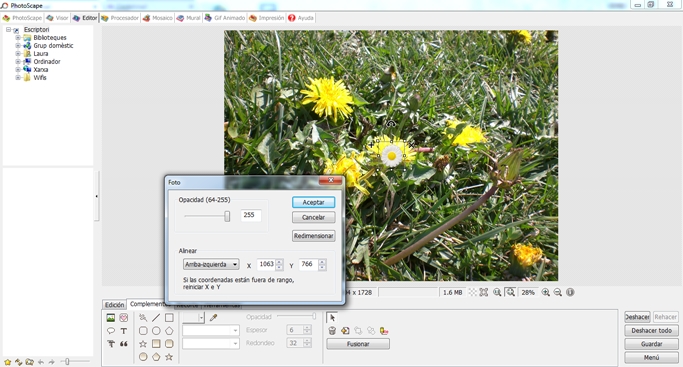 PhotoScape
PhotoScape Visor Editor Procesador Mosaico Mural Gif Animado Impresión Ayuda
Escriptori
Biblioteques
Grup domèstic
Laura
Ordinador
Xarxa
Wifis
Foto
Opacidad (64-255)
255
Aceptar
Cancelar
Redimensionar
Alinear
Arriba-izquierda X 1063 Y 766
Si las coordenadas están fuera de rango,
reiniciar X e Y
x 1728 1.6 MB 28%
Edición Complemen
Opacidad
Espesor 6
Redondeo 32
Fusionar
Deshacer Rehacer
Deshacer todo
Guardar
Menú